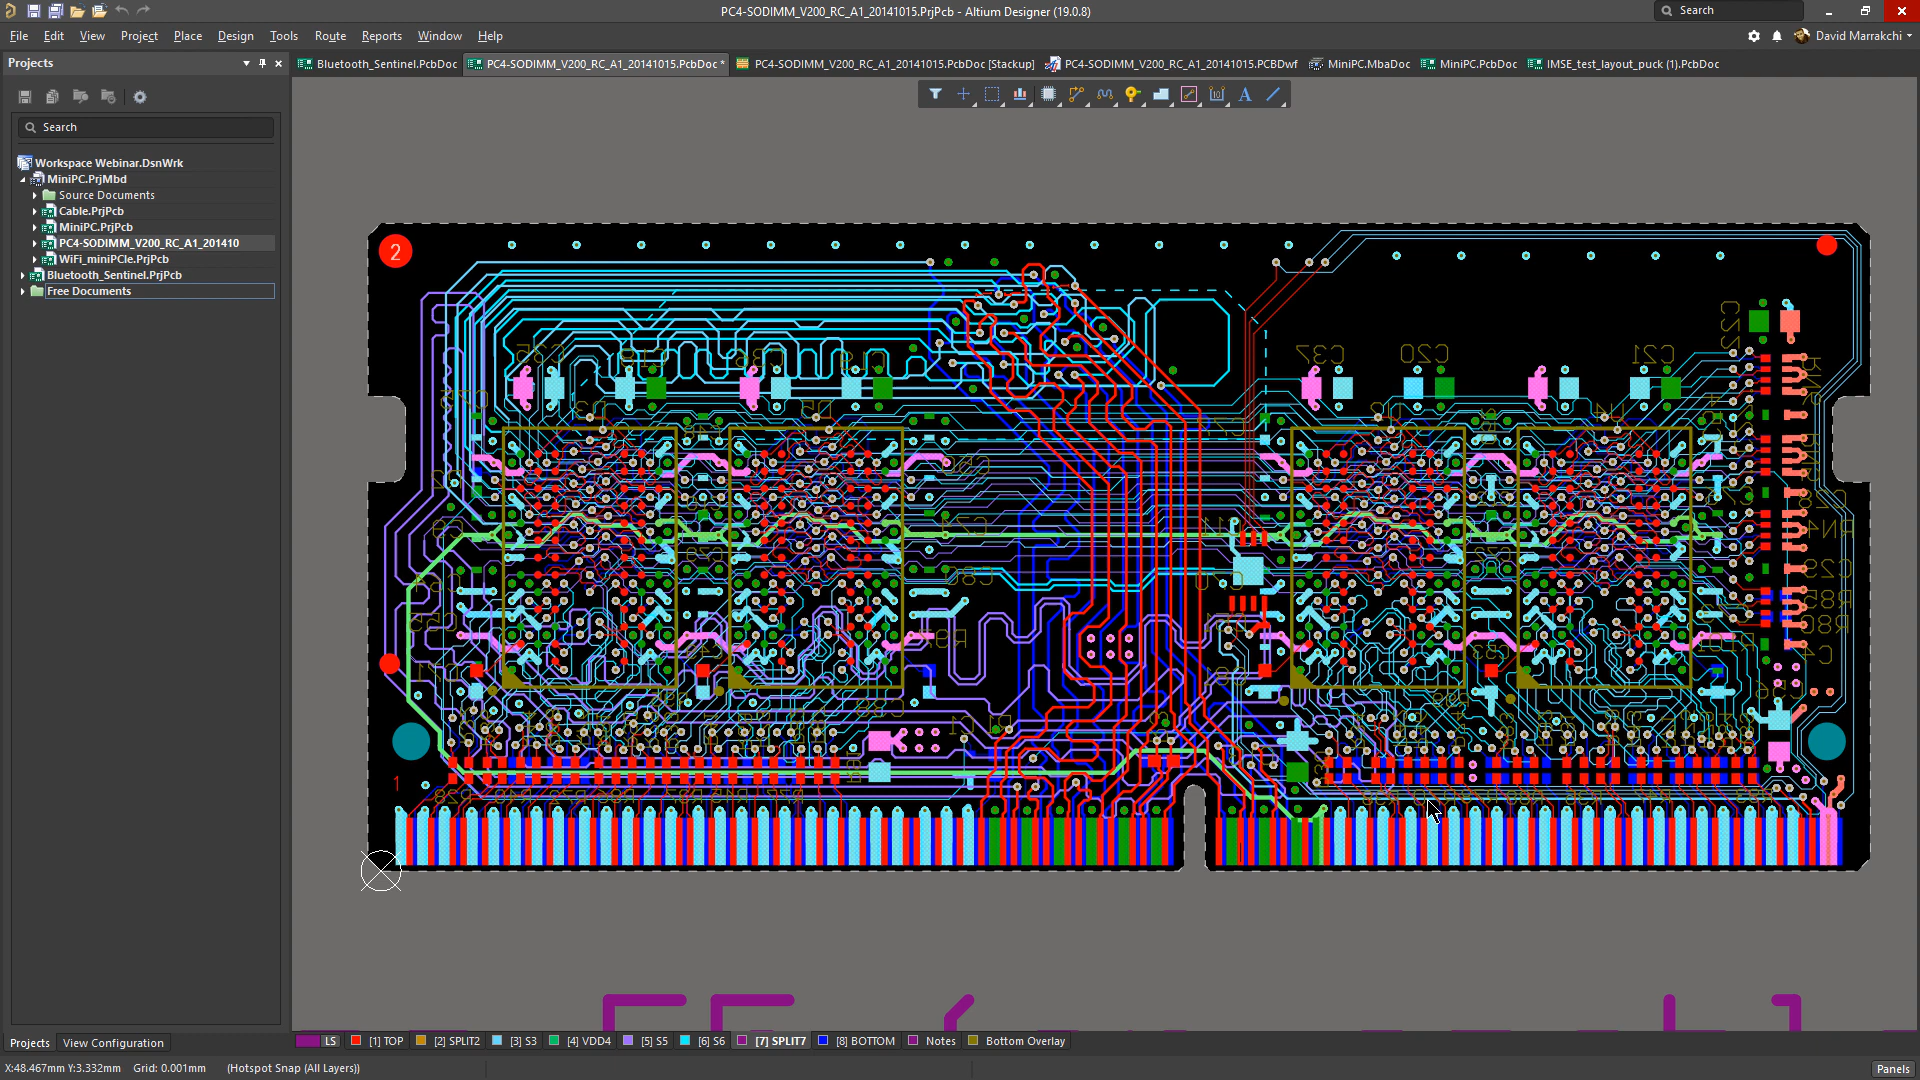 PC4-SODIMM_V200_RC_A1_20141015.PrjPcb - Altium Designer (19.0.8)
Search
File Edit View Project Place Design Tools Route Reports Window Help
David Marrakchi
Projects
Bluetooth_Sentinel.PcbDoc
PC4-SODIMM_V200_RC_A1_20141015.PcbDoc *
PC4-SODIMM_V200_RC_A1_20141015.PcbDoc [Stackup]
PC4-SODIMM_V200_RC_A1_20141015.PCBDwf
MiniPC.MbaDoc
MiniPC.PcbDoc
IMSE_test_layout_puck (1).PcbDoc
Search
Workspace Webinar.DsnWrk
MiniPC.PrjMbd
Source Documents
Cable.PrjPcb
MiniPC.PrjPcb
PC4-SODIMM_V200_RC_A1_201410
WiFi_miniPCIe.PrjPcb
Bluetooth_Sentinel.PrjPcb
Free Documents
2
C22
C37
C20
C21
1
Projects View Configuration
LS [1] TOP [2] SPLIT2 [3] S3 [4] VDD4 [5] S5 [6] S6 [7] SPLIT7 [8] BOTTOM Notes Bottom Overlay
X:48.467mm Y:3.332mm Grid: 0.001mm (Hotspot Snap (All Layers))
Panels